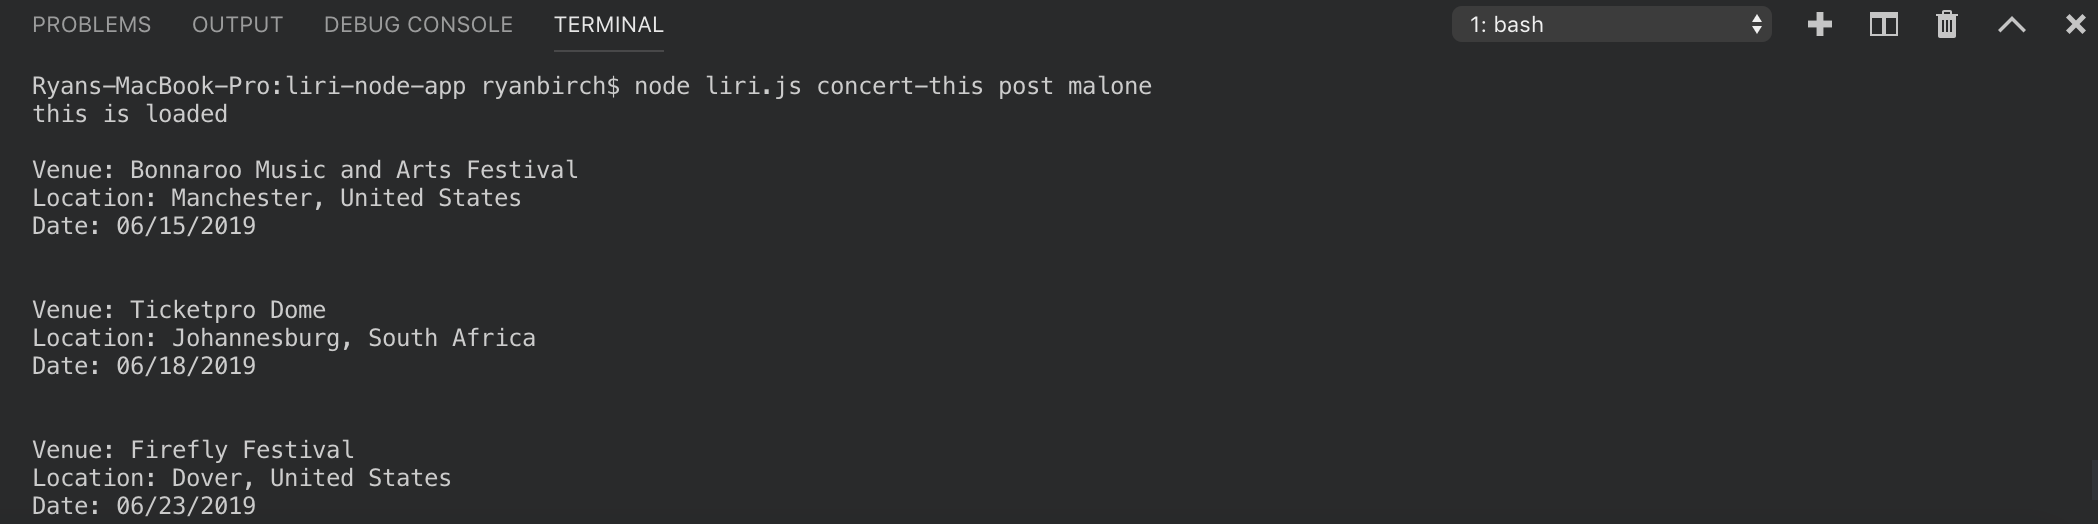 PROBLEMS OUTPUT DEBUG CONSOLE TERMINAL 1: bash
Ryans-MacBook-Pro:liri-node-app ryanbirch$ node liri.js concert-this post malone
this is loaded
Venue: Bonnaroo Music and Arts Festival
Location: Manchester, United States
Date: 06/15/2019
Venue: Ticketpro Dome
Location: Johannesburg, South Africa
Date: 06/18/2019
Venue: Firefly Festival
Location: Dover, United States
Date: 06/23/2019